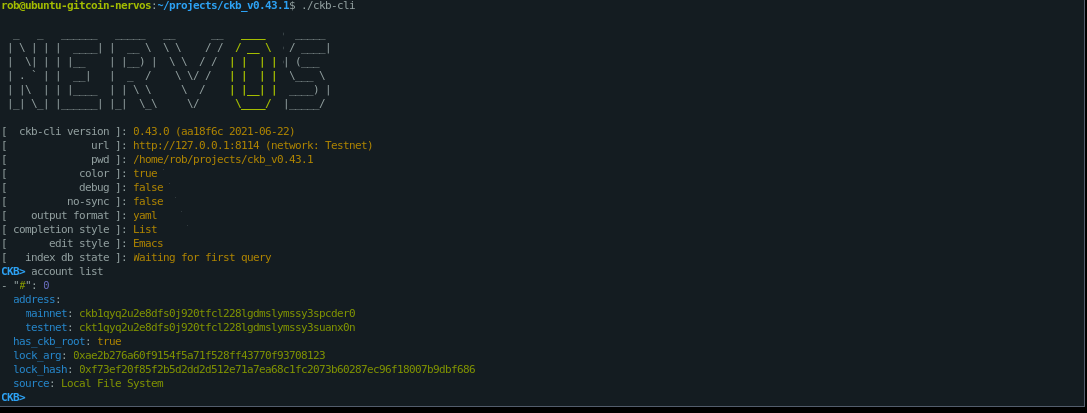 rob@ubuntu-gitcoin-nervos:~/projects/ckb_v0.43.1$ ./ckb-cli
NERVOS
[  ckb-cli version ]: 0.43.0 (aa18f6c 2021-06-22)
[              url ]: http://127.0.0.1:8114 (network: Testnet)
[              pwd ]: /home/rob/projects/ckb_v0.43.1
[            color ]: true
[            debug ]: false
[          no-sync ]: false
[    output format ]: yaml
[ completion style ]: List
[       edit style ]: Emacs
[   index db state ]: Waiting for first query
CKB> account list
- "#": 0
  address:
    mainnet: ckb1qyq2u2e8dfs0j920tfcl228lgdmslymssy3spcder0
    testnet: ckt1qyq2u2e8dfs0j920tfcl228lgdmslymssy3suanx0n
  has_ckb_root: true
  lock_arg: 0xae2b276a60f9154f5a71f528ff43770f93708123
  lock_hash: 0xf73ef20f85f2b5d2dd2d512e71a7ea68c1fc2073b60287ec96f18007b9dbf686
  source: Local File System
CKB>